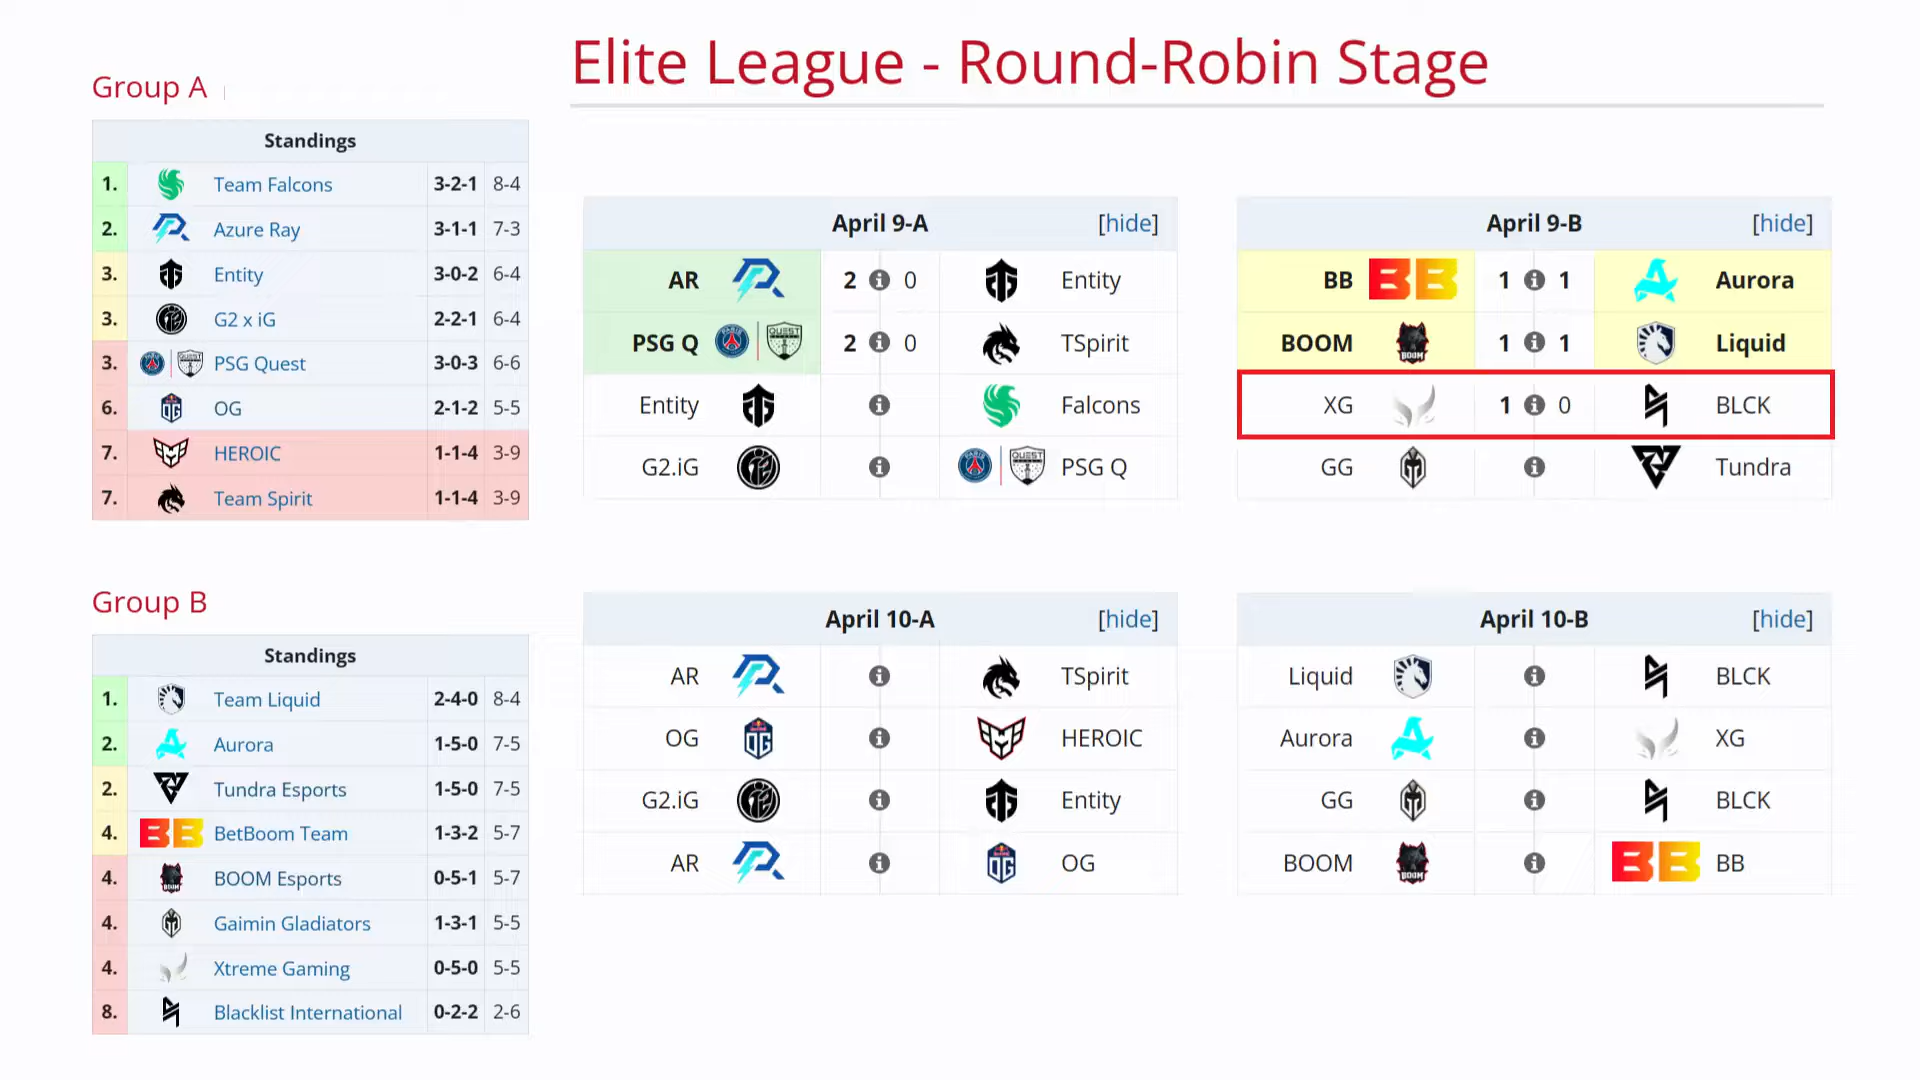 Elite League - Round-Robin Stage
Group A
Standings
1. Team Falcons 3-2-1 8-4
2. Azure Ray 3-1-1 7-3
3. Entity 3-0-2 6-4
3. G2 x iG 2-2-1 6-4
3. PSG Quest 3-0-3 6-6
6. OG 2-1-2 5-5
7. HEROIC 1-1-4 3-9
7. Team Spirit 1-1-4 3-9
April 9-A [hide]
AR 2 0 Entity
PSG Q 2 0 TSpirit
Entity Falcons
G2.iG PSG Q
April 9-B [hide]
BB BB 1 1 Aurora
BOOM BOOM 1 1 Liquid
XG 1 0 BLCK
GG Tundra
Group B
Standings
1. Team Liquid 2-4-0 8-4
2. Aurora 1-5-0 7-5
2. Tundra Esports 1-5-0 7-5
4. BB BetBoom Team 1-3-2 5-7
4. BOOM BOOM Esports 0-5-1 5-7
4. Gaimin Gladiators 1-3-1 5-5
4. Xtreme Gaming 0-5-0 5-5
8. Blacklist International 0-2-2 2-6
April 10-A [hide]
AR TSpirit
OG OG HEROIC
G2.iG Entity
AR OG OG
April 10-B [hide]
Liquid BLCK
Aurora XG
GG BLCK
BOOM BOOM BB BB